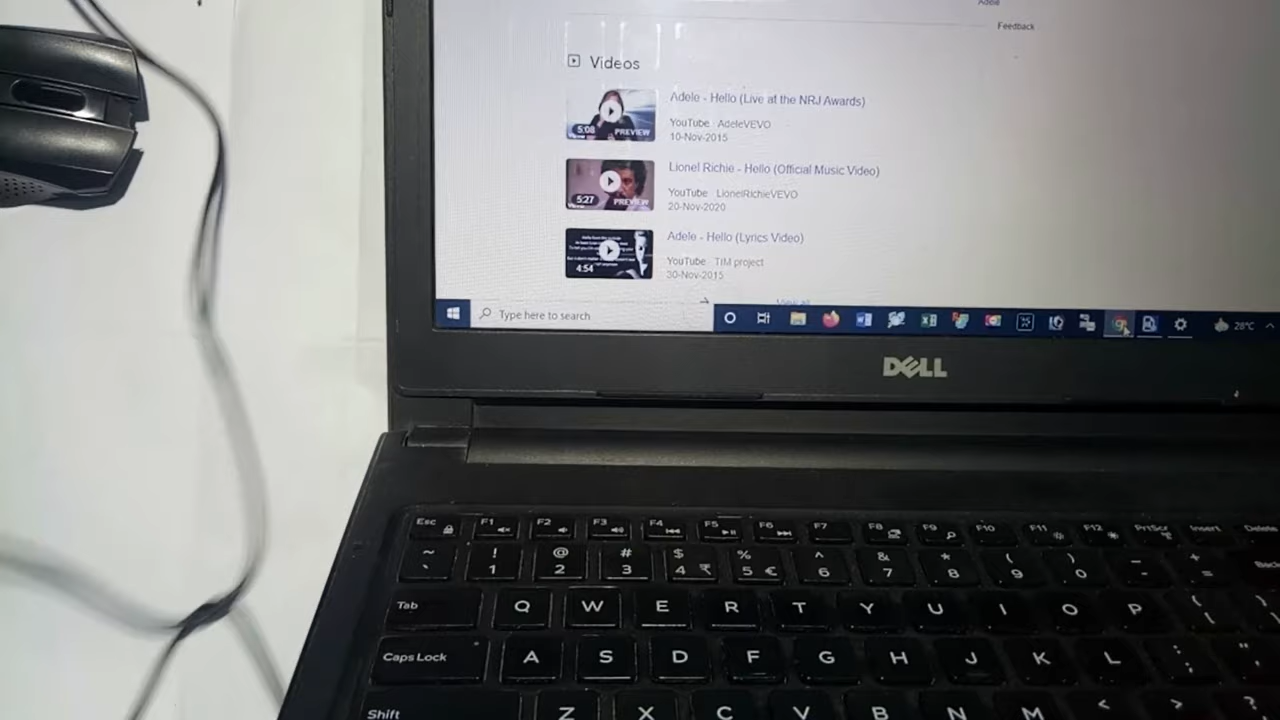 Adele
Feedback
Videos
Adele - Hello (Live at the NRJ Awards)
5:08
PREVIEW
YouTube AdeleVEVO
10-Nov-2015
Lionel Richie - Hello (Official Music Video)
5:27
PREVIEW
YouTube LionelRichieVEVO
20-Nov-2020
Adele - Hello (Lyrics Video)
4:54
YouTube TIM project
30-Nov-2015
View all
Type here to search
28°C
DELL
Esc F1 F2 F3 F4 F5 F6 F7 F8 F9 F10 F11 F12 PrtScr Insert Delete
~ ! @ # $ % ^ & * ( ) - +
` 1 2 3 4 ₹ 5 € 6 7 8 9 0 = Back
Tab Q W E R T Y U I O P { }
Caps Lock A S D F G H J K L : ; " '
Shift Z X C V B N M < > ?